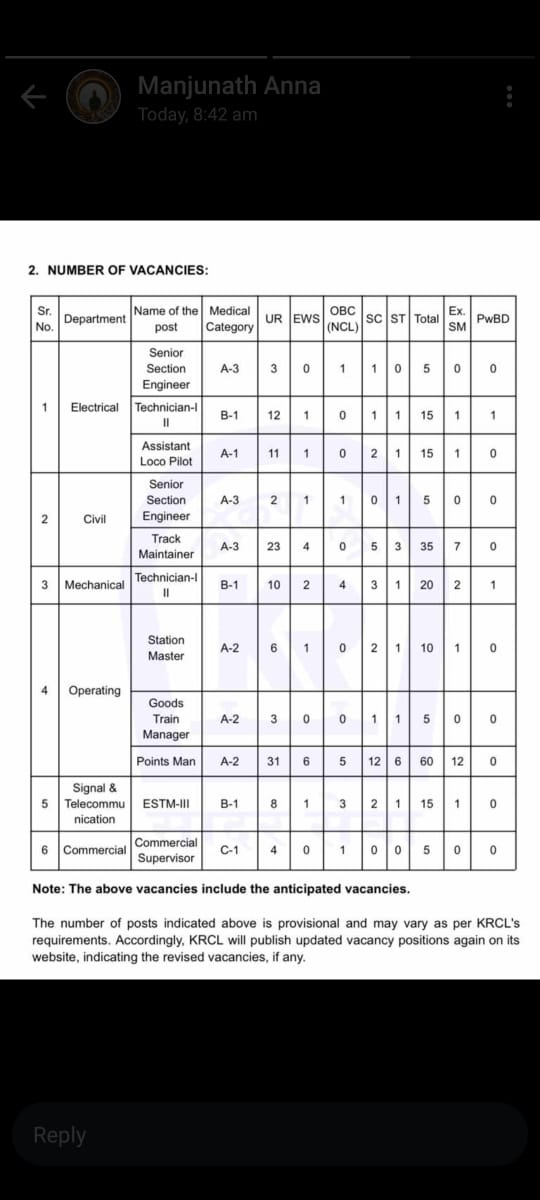 Manjunath Anna
Today, 8:42 am
2. NUMBER OF VACANCIES:
Sr. No. Department Name of the post Medical Category UR EWS OBC (NCL) SC ST Total Ex. SM PwBD
1 Electrical Senior Section Engineer A-3 3 0 1 1 0 5 0 0
Technician-III B-1 12 1 0 1 1 15 1 1
Assistant Loco Pilot A-1 11 1 0 2 1 15 1 0
2 Civil Senior Section Engineer A-3 2 1 1 0 1 5 0 0
Track Maintainer A-3 23 4 0 5 3 35 7 0
3 Mechanical Technician-III B-1 10 2 4 3 1 20 2 1
4 Operating Station Master A-2 6 1 0 2 1 10 1 0
Goods Train Manager A-2 3 0 0 1 1 5 0 0
Points Man A-2 31 6 5 12 6 60 12 0
5 Signal & Telecommunication ESTM-III B-1 8 1 3 2 1 15 1 0
6 Commercial Commercial Supervisor C-1 4 0 1 0 0 5 0 0
Note: The above vacancies include the anticipated vacancies.
The number of posts indicated above is provisional and may vary as per KRCL's
requirements. Accordingly, KRCL will publish updated vacancy positions again on its
website, indicating the revised vacancies, if any.
Reply